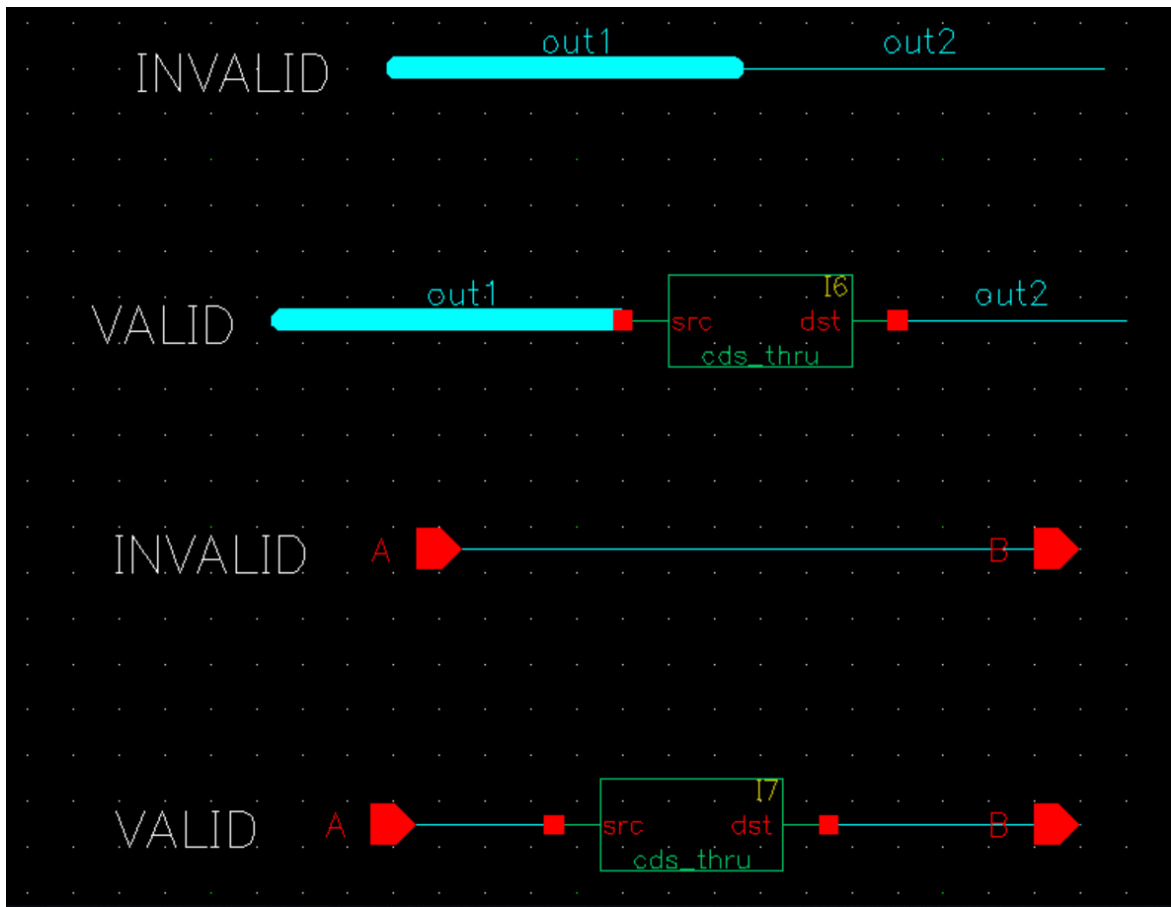 INVALID out1 out2
VALID out1 src I6 dst cds_thru out2
INVALID A B
VALID A src I7 dst cds_thru B